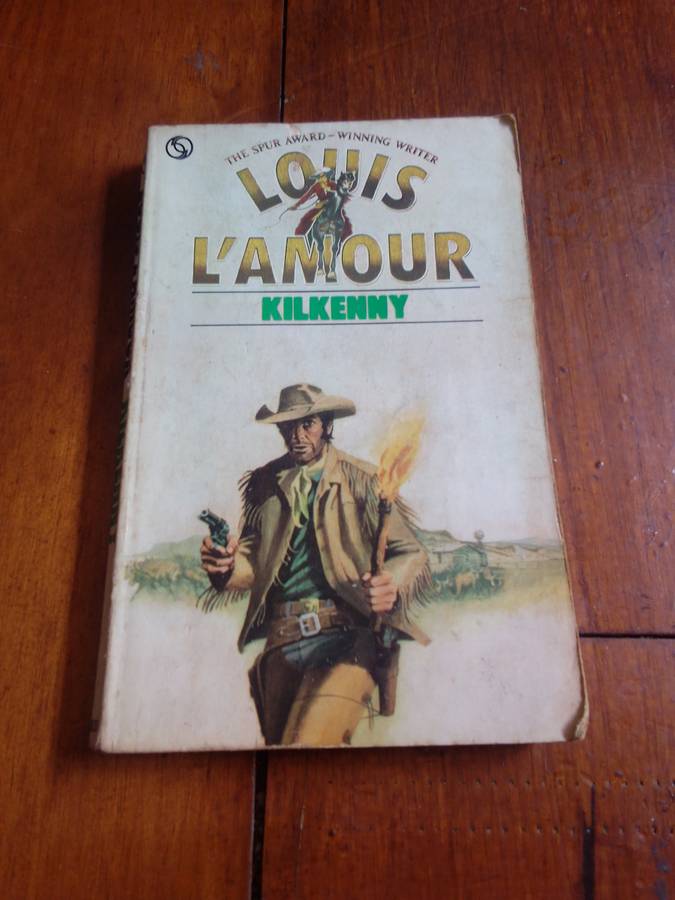 THE SPUR AWARD-WINNING WRITER
LOUIS
L'AMOUR
KILKENNY